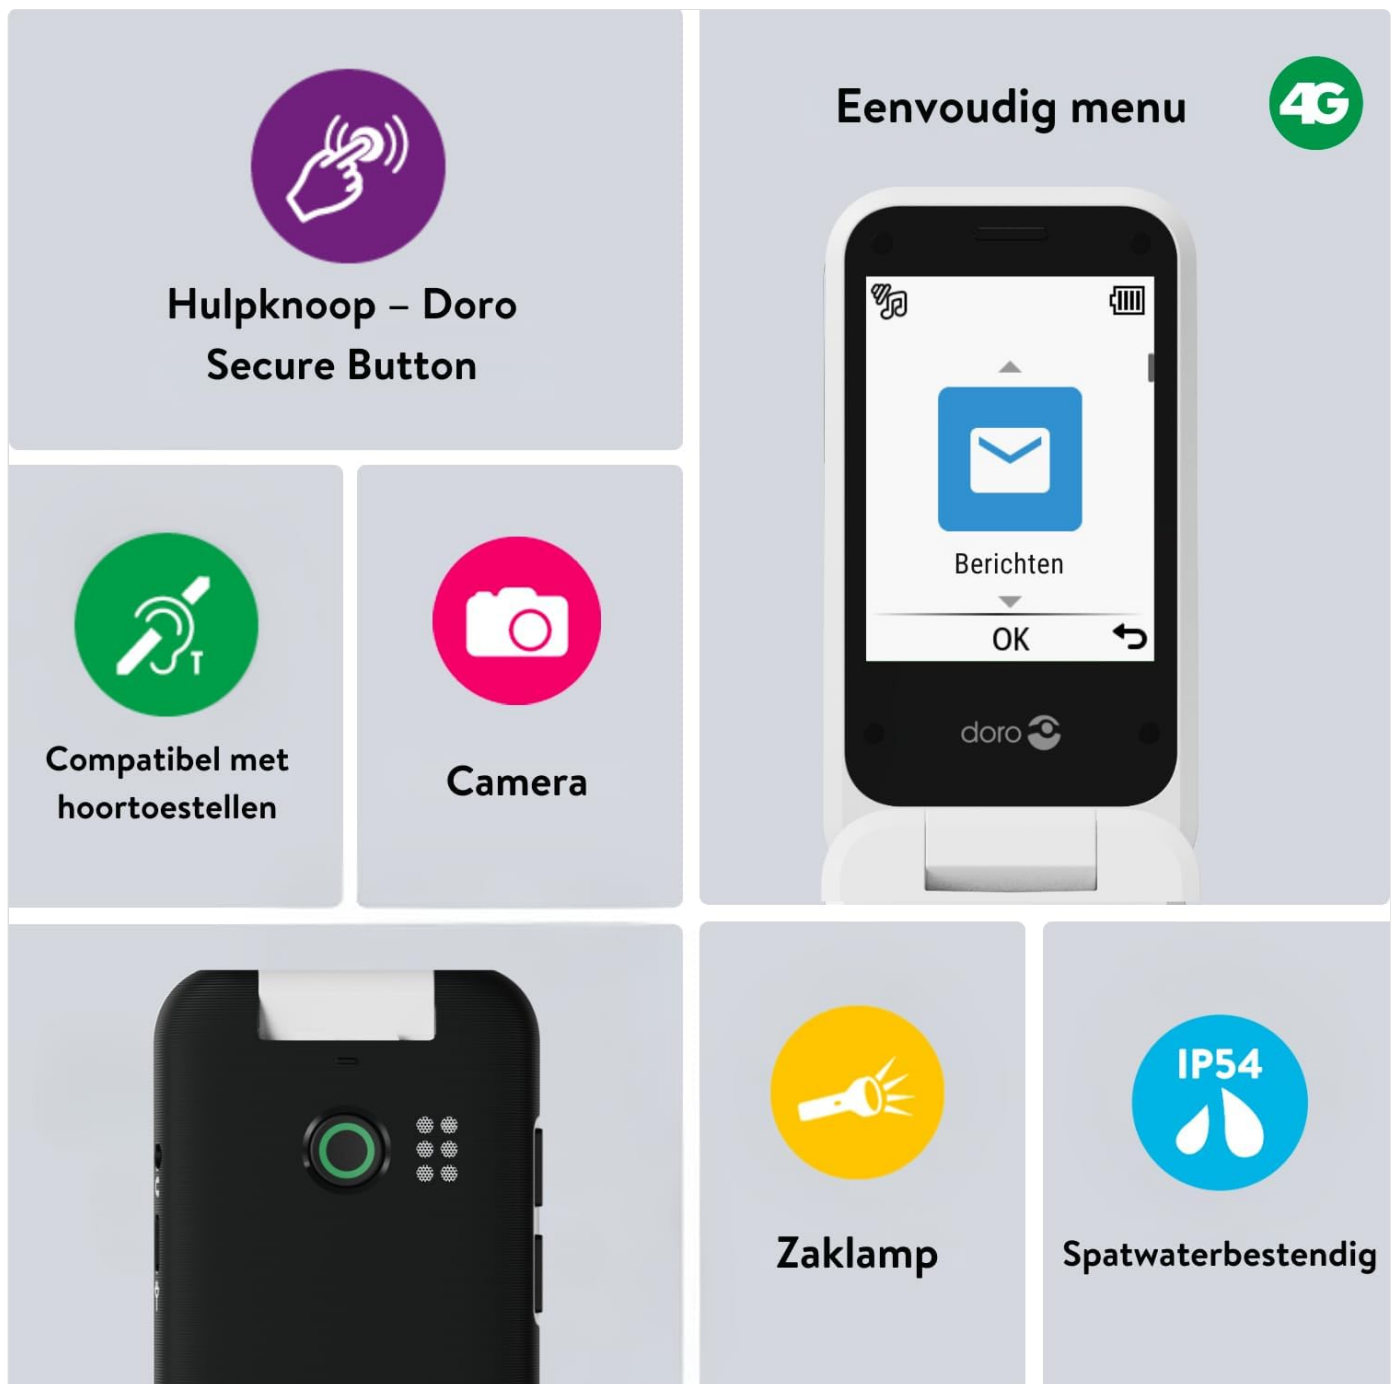 Hulpknoop – Doro
Secure Button
Eenvoudig menu
4G
Berichten
OK
doro
T
Compatibel met
hoortoestellen
Camera
Zaklamp
IP54
Spatwaterbestendig